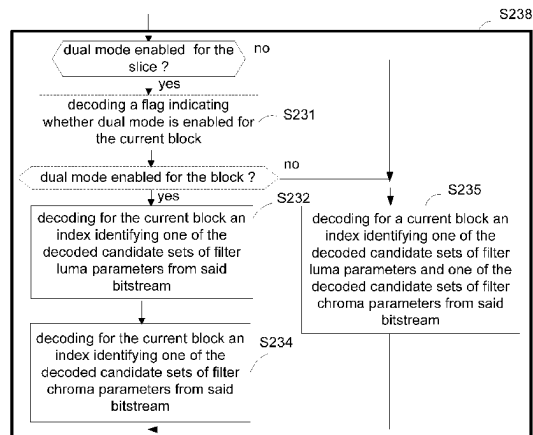 S238
dual mode enabled for the
slice ?
no
yes
decoding a flag indicating
whether dual mode is enabled for
the current block
S231
dual mode enabled for the block ?
no
yes
S232
decoding for the current block an
index identifying one of the
decoded candidate sets of filter
luma parameters from said
bitstream
S235
decoding for a current block an
index identifying one of the
decoded candidate sets of filter
luma parameters and one of the
decoded candidate sets of filter
chroma parameters from said
bitstream
decoding for the current block an
index identifying one of the
decoded candidate sets of filter
chroma parameters from said
bitstream
S234